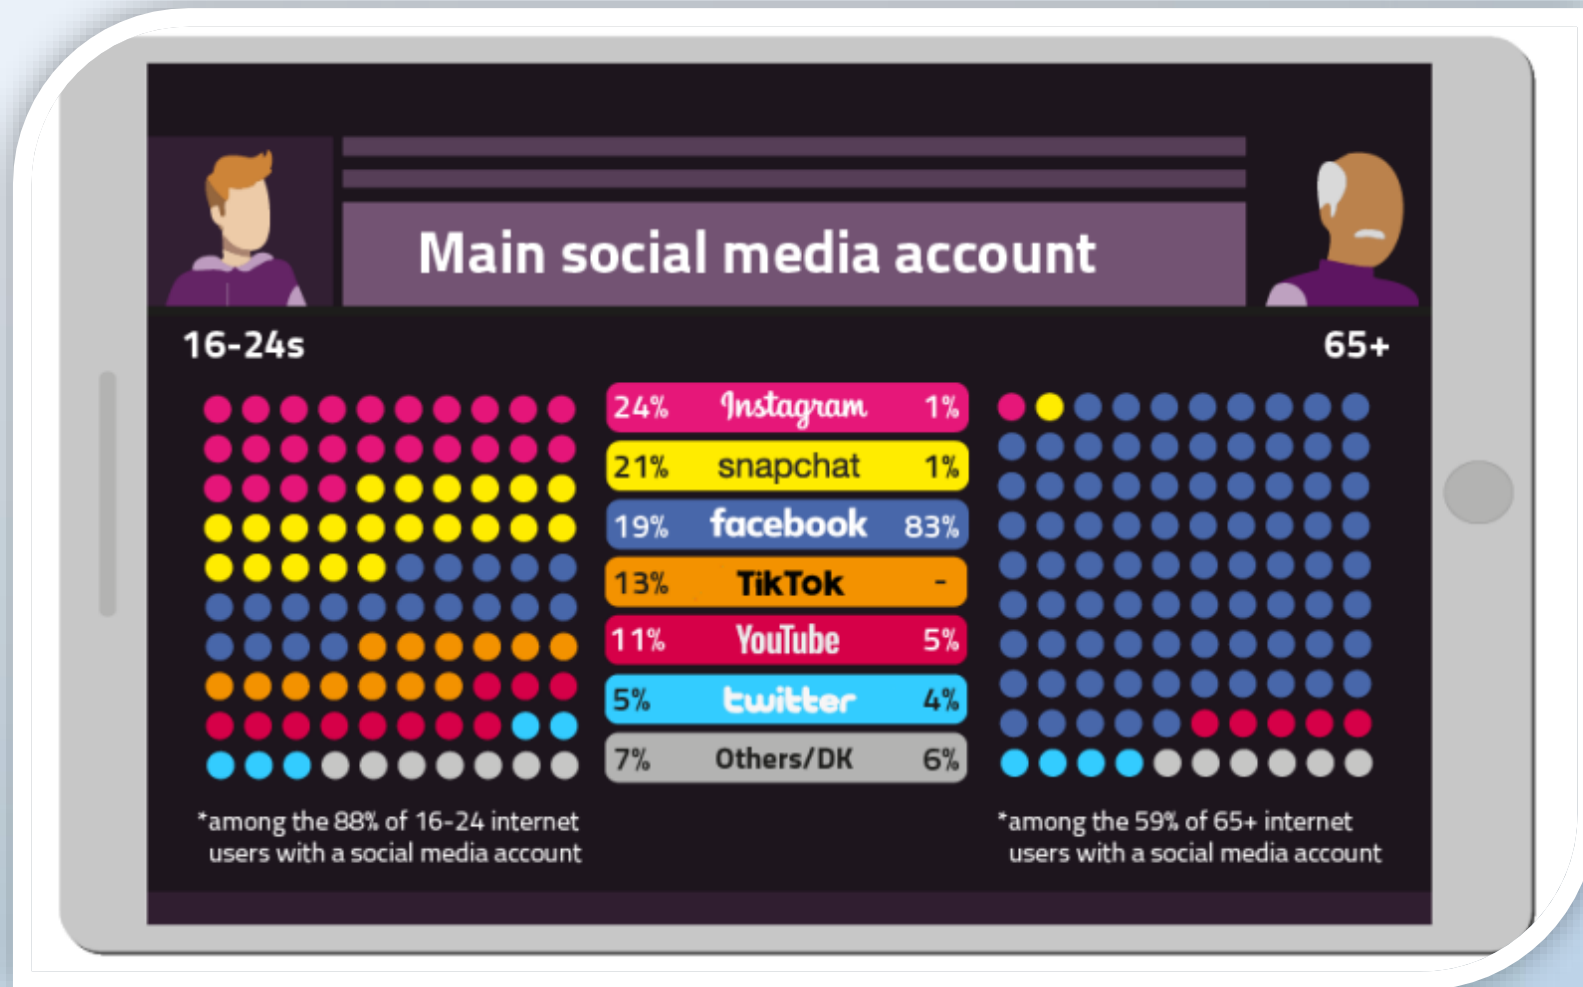 Main social media account
16-24s
65+
24% Instagram 1%
21% snapchat 1%
19% facebook 83%
13% TikTok -
11% YouTube 5%
5% twitter 4%
7% Others/DK 6%
*among the 88% of 16-24 internet
users with a social media account
*among the 59% of 65+ internet
users with a social media account